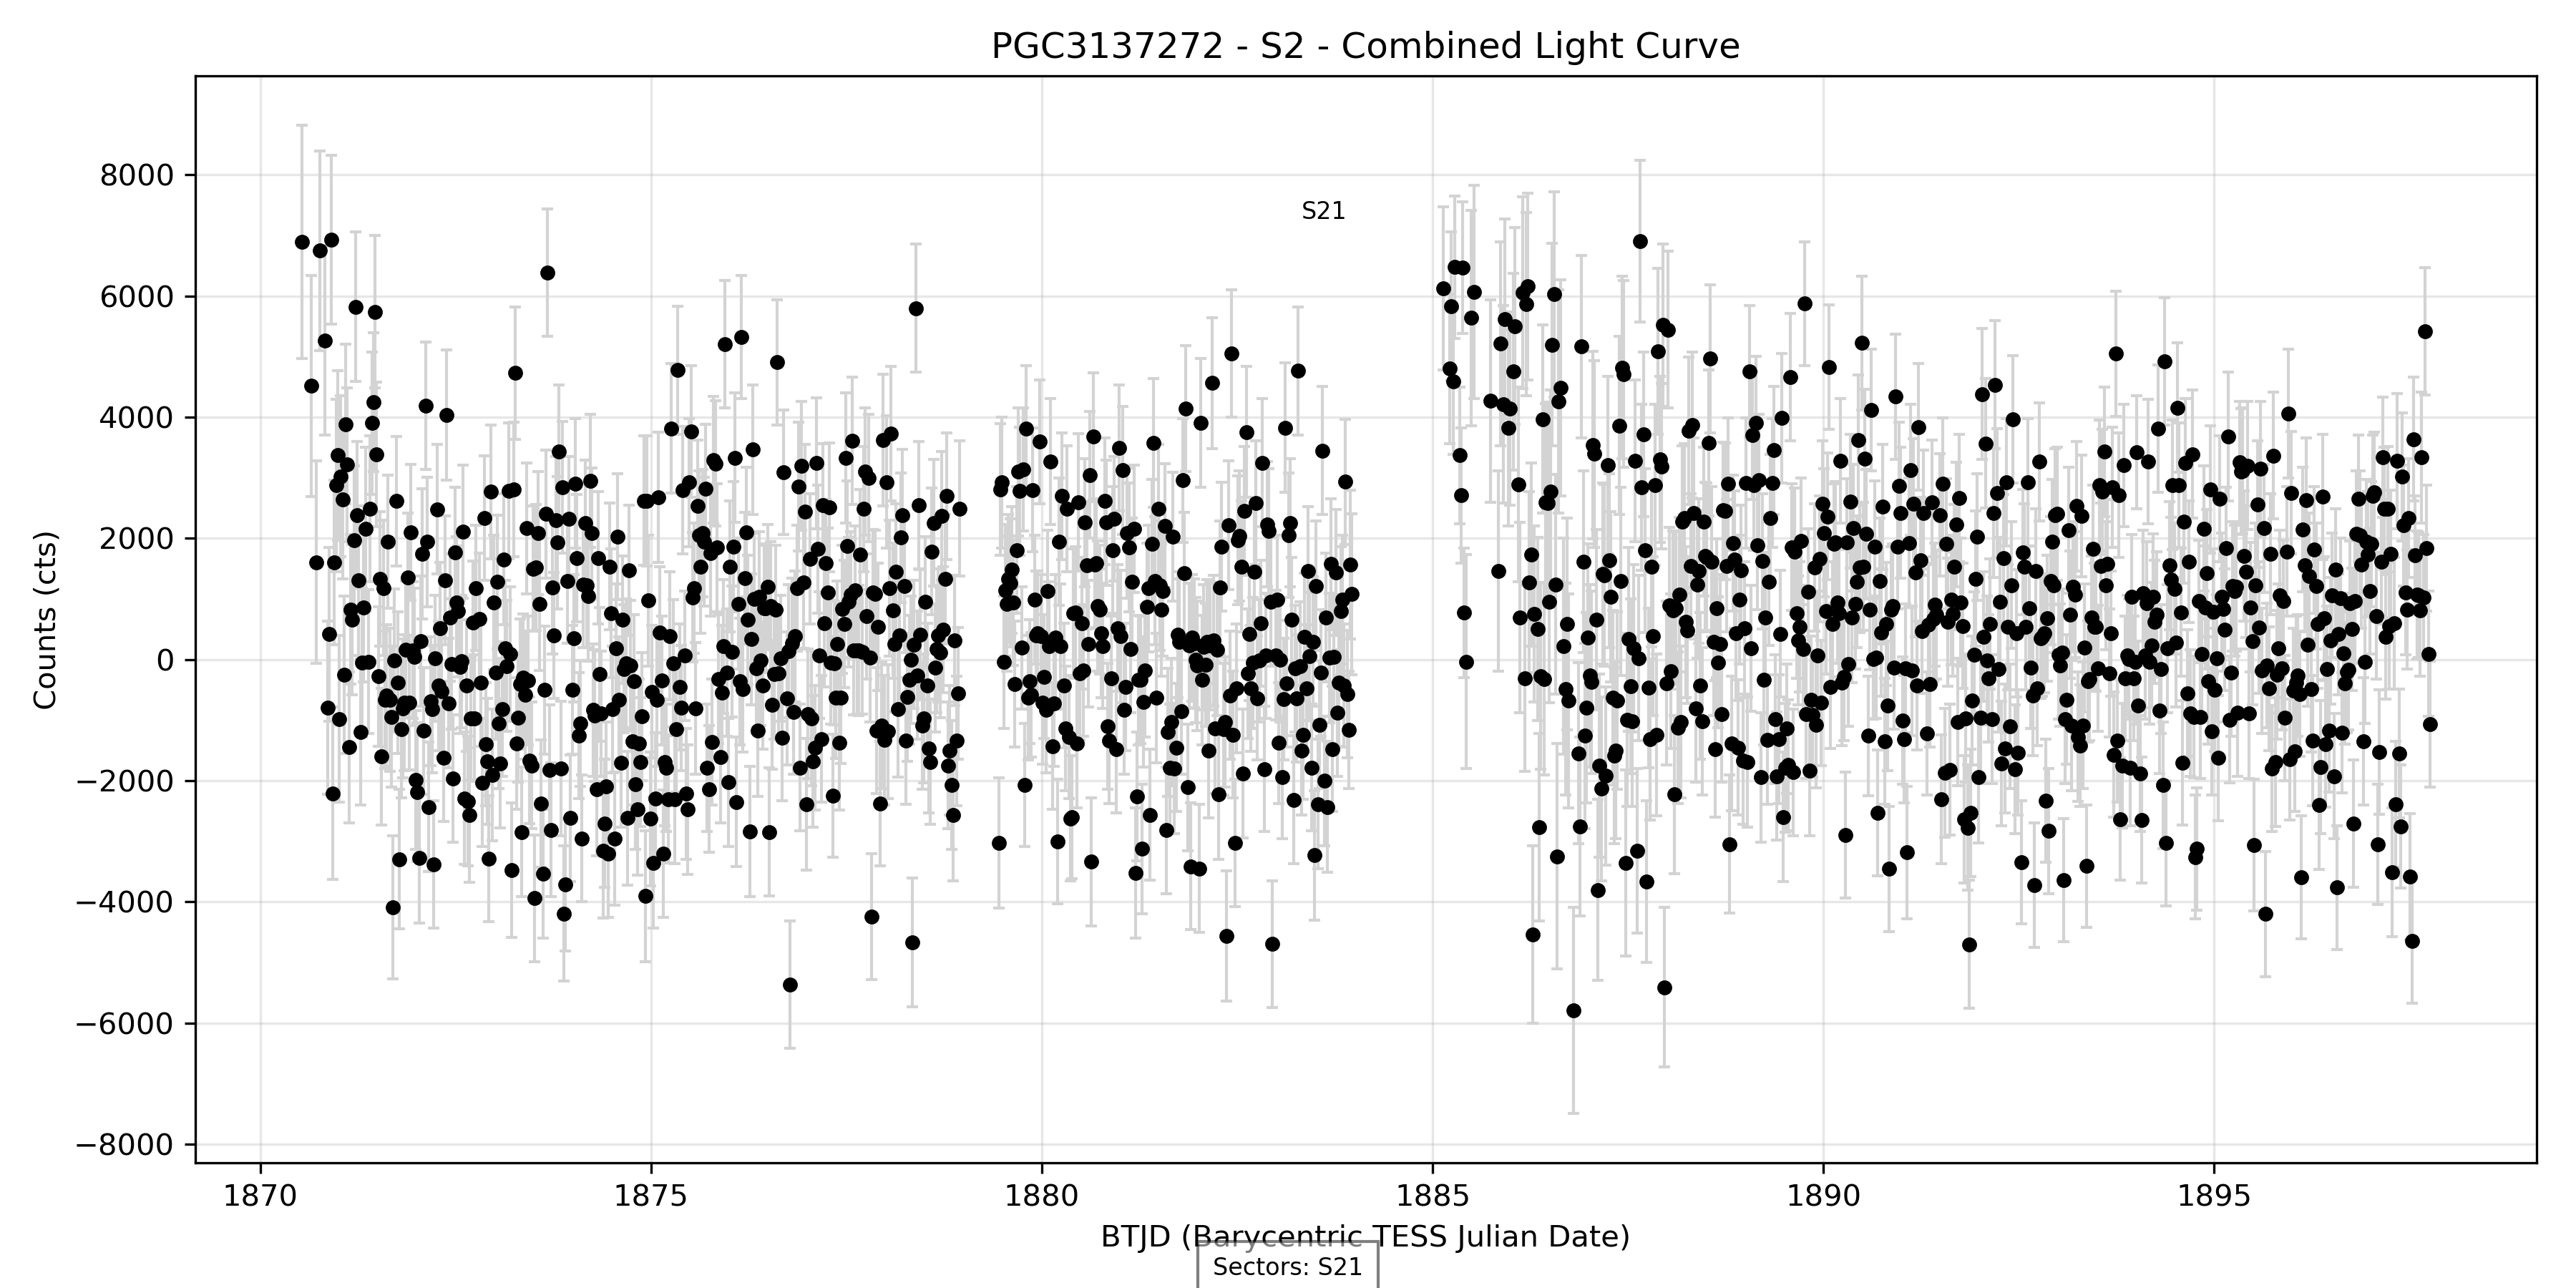 PGC3137272 - S2 - Combined Light Curve
S21
8000
6000
4000
2000
0
−2000
−4000
−6000
−8000
Counts (cts)
1870 1875 1880 1885 1890 1895
BTJD (Barycentric TESS Julian Date)
Sectors: S21